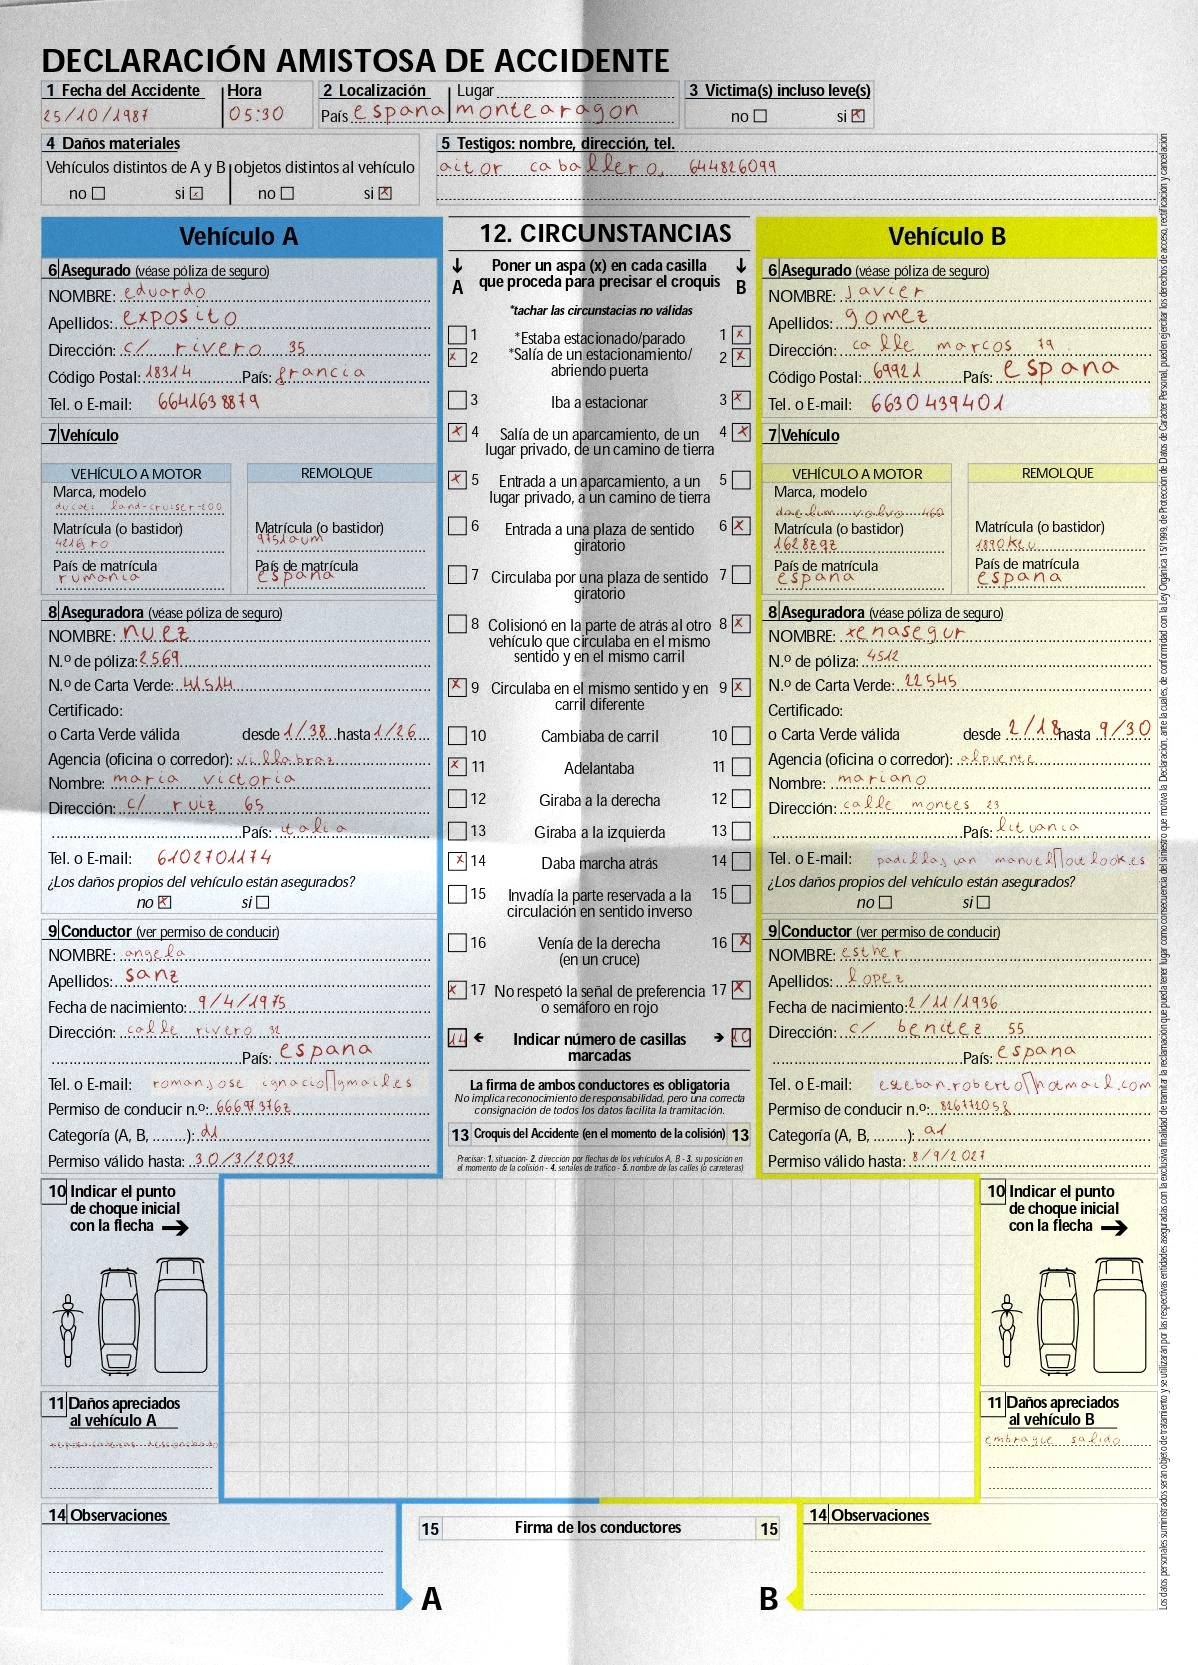 DECLARACIÓN AMISTOSA DE ACCIDENTE
1 Fecha del Accidente Hora
25/10/1987 05:30
2 Localización Lugar
País espana montearagon
3 Victima(s) incluso leve(s)
no si x
4 Daños materiales
Vehículos distintos de A y B objetos distintos al vehículo
no si x no si x
5 Testigos: nombre, dirección, tel.
aitor caballero, 644826099
Vehículo A
6 Asegurado (véase póliza de seguro)
NOMBRE: eduardo
Apellidos: exposito
Dirección: c/ rivero 35
Código Postal: 18314 País: francia
Tel. o E-mail: 6641638879
7 Vehículo
VEHÍCULO A MOTOR REMOLQUE
Marca, modelo
ducati land-cruiser-200
Matrícula (o bastidor) Matrícula (o bastidor)
9751aum
País de matrícula País de matrícula
rumania espana
8 Aseguradora (véase póliza de seguro)
NOMBRE: nuez
N.º de póliza: 2569
N.º de Carta Verde: 41514
Certificado:
o Carta Verde válida desde 1/38 hasta 1/26
Agencia (oficina o corredor): villabraz
Nombre: maria victoria
Dirección: c/ ruiz 65
País: italia
Tel. o E-mail: 6102701174
¿Los daños propios del vehículo están asegurados?
no x si
9 Conductor (ver permiso de conducir)
NOMBRE: angela
Apellidos: sanz
Fecha de nacimiento: 9/4/1975
Dirección: calle rivero 32
País: espana
Tel. o E-mail: romanjose ignacio gmail.es
Permiso de conducir n.º: 666973762
Categoría (A, B, ........): d1
Permiso válido hasta: 30/3/2032
10 Indicar el punto
de choque inicial
con la flecha →
11 Daños apreciados
al vehículo A
14 Observaciones
12. CIRCUNSTANCIAS
↓ Poner un aspa (x) en cada casilla ↓
A que proceda para precisar el croquis B
*tachar las circunstacias no válidas
1 *Estaba estacionado/parado 1 x
x 2 *Salía de un estacionamiento/ 2 x
abriendo puerta
3 Iba a estacionar 3 x
x 4 Salía de un aparcamiento, de un 4 x
lugar privado, de un camino de tierra
x 5 Entrada a un aparcamiento, a un 5
lugar privado, a un camino de tierra
6 Entrada a una plaza de sentido 6 x
giratorio
7 Circulaba por una plaza de sentido 7
giratorio
8 Colisionó en la parte de atrás al otro 8 x
vehículo que circulaba en el mismo
sentido y en el mismo carril
x 9 Circulaba en el mismo sentido y en 9 x
carril diferente
10 Cambiaba de carril 10
x 11 Adelantaba 11
12 Giraba a la derecha 12
13 Giraba a la izquierda 13
x 14 Daba marcha atrás 14
15 Invadía la parte reservada a la 15
circulación en sentido inverso
16 Venía de la derecha 16 x
(en un cruce)
x 17 No respetó la señal de preferencia 17 x
o semáforo en rojo
14 ← Indicar número de casillas → 10
marcadas
La firma de ambos conductores es obligatoria
No implica reconocimiento de responsabilidad, pero una correcta
consignación de todos los datos facilita la tramitación.
13 Croquis del Accidente (en el momento de la colisión) 13
Precisar: 1. situación- 2. dirección por flechas de los vehículos A, B - 3. su posición en
el momento de la colisión - 4. señales de tráfico - 5. nombre de las calles (o carreteras)
15 Firma de los conductores 15
A B
Vehículo B
6 Asegurado (véase póliza de seguro)
NOMBRE: javier
Apellidos: gomez
Dirección: calle marcos 79
Código Postal: 69921 País: espana
Tel. o E-mail: 6630439401
7 Vehículo
VEHÍCULO A MOTOR REMOLQUE
Marca, modelo
daelim volvo 460
Matrícula (o bastidor) Matrícula (o bastidor)
1628zgz 1890klu
País de matrícula País de matrícula
espana espana
8 Aseguradora (véase póliza de seguro)
NOMBRE: xenasegur
N.º de póliza: 4512
N.º de Carta Verde: 22545
Certificado:
o Carta Verde válida desde 2/18 hasta 9/30
Agencia (oficina o corredor): alpuente
Nombre: mariano
Dirección: calle montes 23
País: lituania
Tel. o E-mail: padillajuan manuel outlook.es
¿Los daños propios del vehículo están asegurados?
no si
9 Conductor (ver permiso de conducir)
NOMBRE: esther
Apellidos: lopez
Fecha de nacimiento: 2/11/1936
Dirección: c/ benitez 55
País: espana
Tel. o E-mail: esteban.roberto hotmail.com
Permiso de conducir n.º: 826172058
Categoría (A, B, ........): a1
Permiso válido hasta: 8/9/2027
10 Indicar el punto
de choque inicial
con la flecha →
11 Daños apreciados
al vehículo B
embrague salido
14 Observaciones
Los datos personales suministrados seran objeto de tratamiento y se utilizarán por las respectivas entidades aseguradas con la exclusiva finalidad de tramitar la reclamación que pueda tener lugar como consecuencia del siniestro que motiva la Declaración, ante la cuales, de conformidad con la Ley Orgánica 15/1999, de Protección de Datos de Carácter Personal, pueden ejercitar los derechos de acceso, rectificación y cancelación